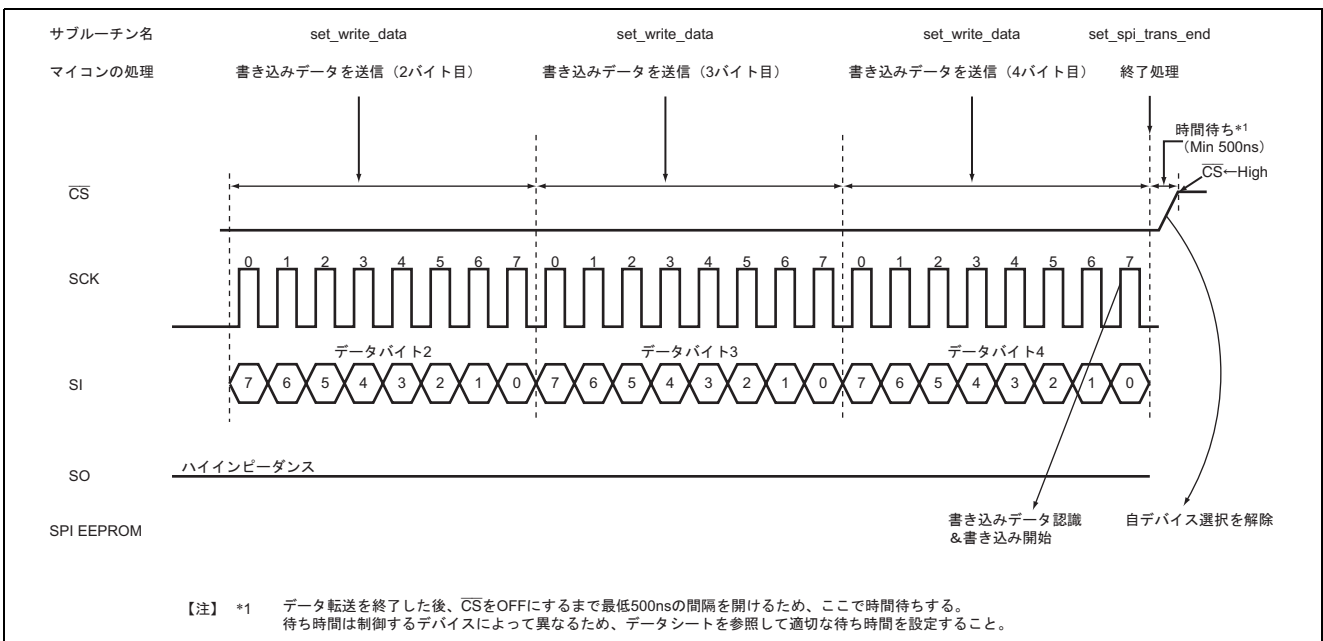 サブルーチン名 set_write_data set_write_data set_write_data set_spi_trans_end
マイコンの処理 書き込みデータを送信（2バイト目） 書き込みデータを送信（3バイト目） 書き込みデータを送信（4バイト目） 終了処理
時間待ち*1
（Min 500ns）
CS←High
CS
SCK
0 1 2 3 4 5 6 7 0 1 2 3 4 5 6 7 0 1 2 3 4 5 6 7
データバイト2 データバイト3 データバイト4
SI
7 6 5 4 3 2 1 0 7 6 5 4 3 2 1 0 7 6 5 4 3 2 1 0
ハイインピーダンス
SO
SPI EEPROM
書き込みデータ認識
&書き込み開始
自デバイス選択を解除
【注】 *1 データ転送を終了した後、CSをOFFにするまで最低500nsの間隔を開けるため、ここで時間待ちする。
待ち時間は制御するデバイスによって異なるため、データシートを参照して適切な待ち時間を設定すること。